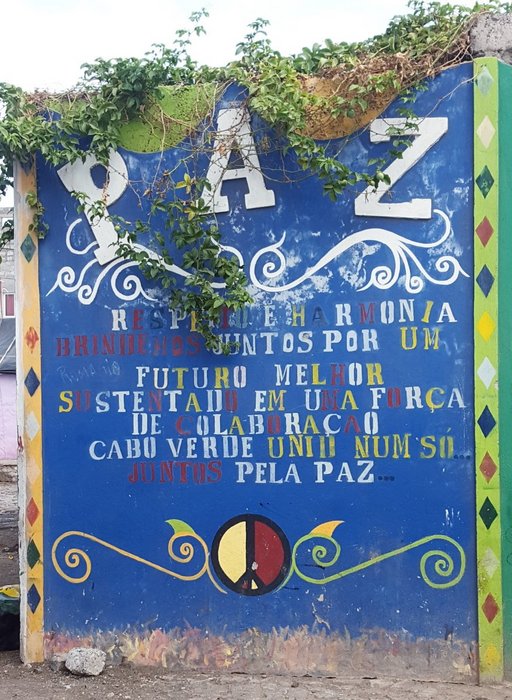 PAZ
RESPEITO E HARMONIA
BRINDEMOS JUNTOS POR UM
FUTURO MELHOR
SUSTENTADO EM UMA FORÇA
DE COLABORAÇAO
CABO VERDE UNIDO NUM SÓ...
JUNTOS PELA PAZ...